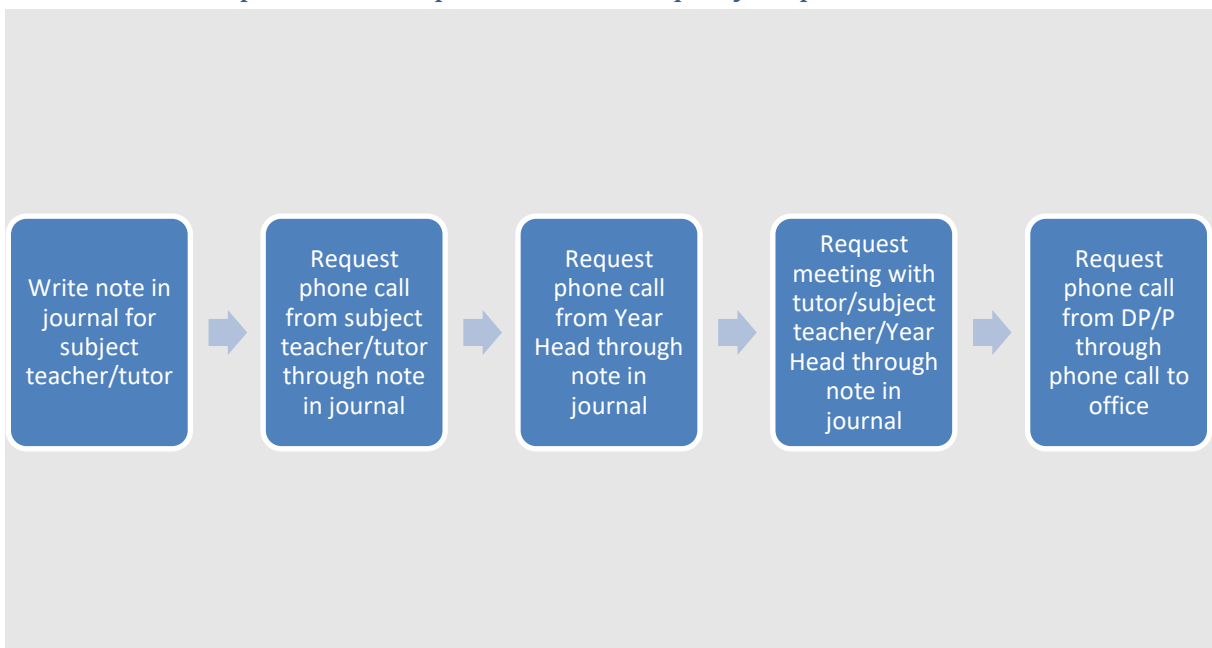 Write note in
journal for
subject
teacher/tutor
Request
phone call
from subject
teacher/tutor
through note
in journal
Request
phone call
from Year
Head through
note in
journal
Request
meeting with
tutor/subject
teacher/Year
Head through
note in
journal
Request
phone call
from DP/P
through
phone call to
office